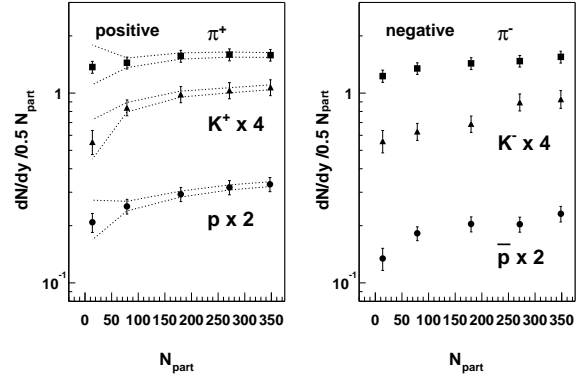 positive
π⁺
K⁺ x 4
p x 2
1
10⁻¹
0 50 100 150 200 250 300 350
N_part
dN/dy /0.5 N_part
negative
π⁻
K⁻ x 4
p̅ x 2
1
10⁻¹
0 50 100 150 200 250 300 350
N_part
dN/dy /0.5 N_part